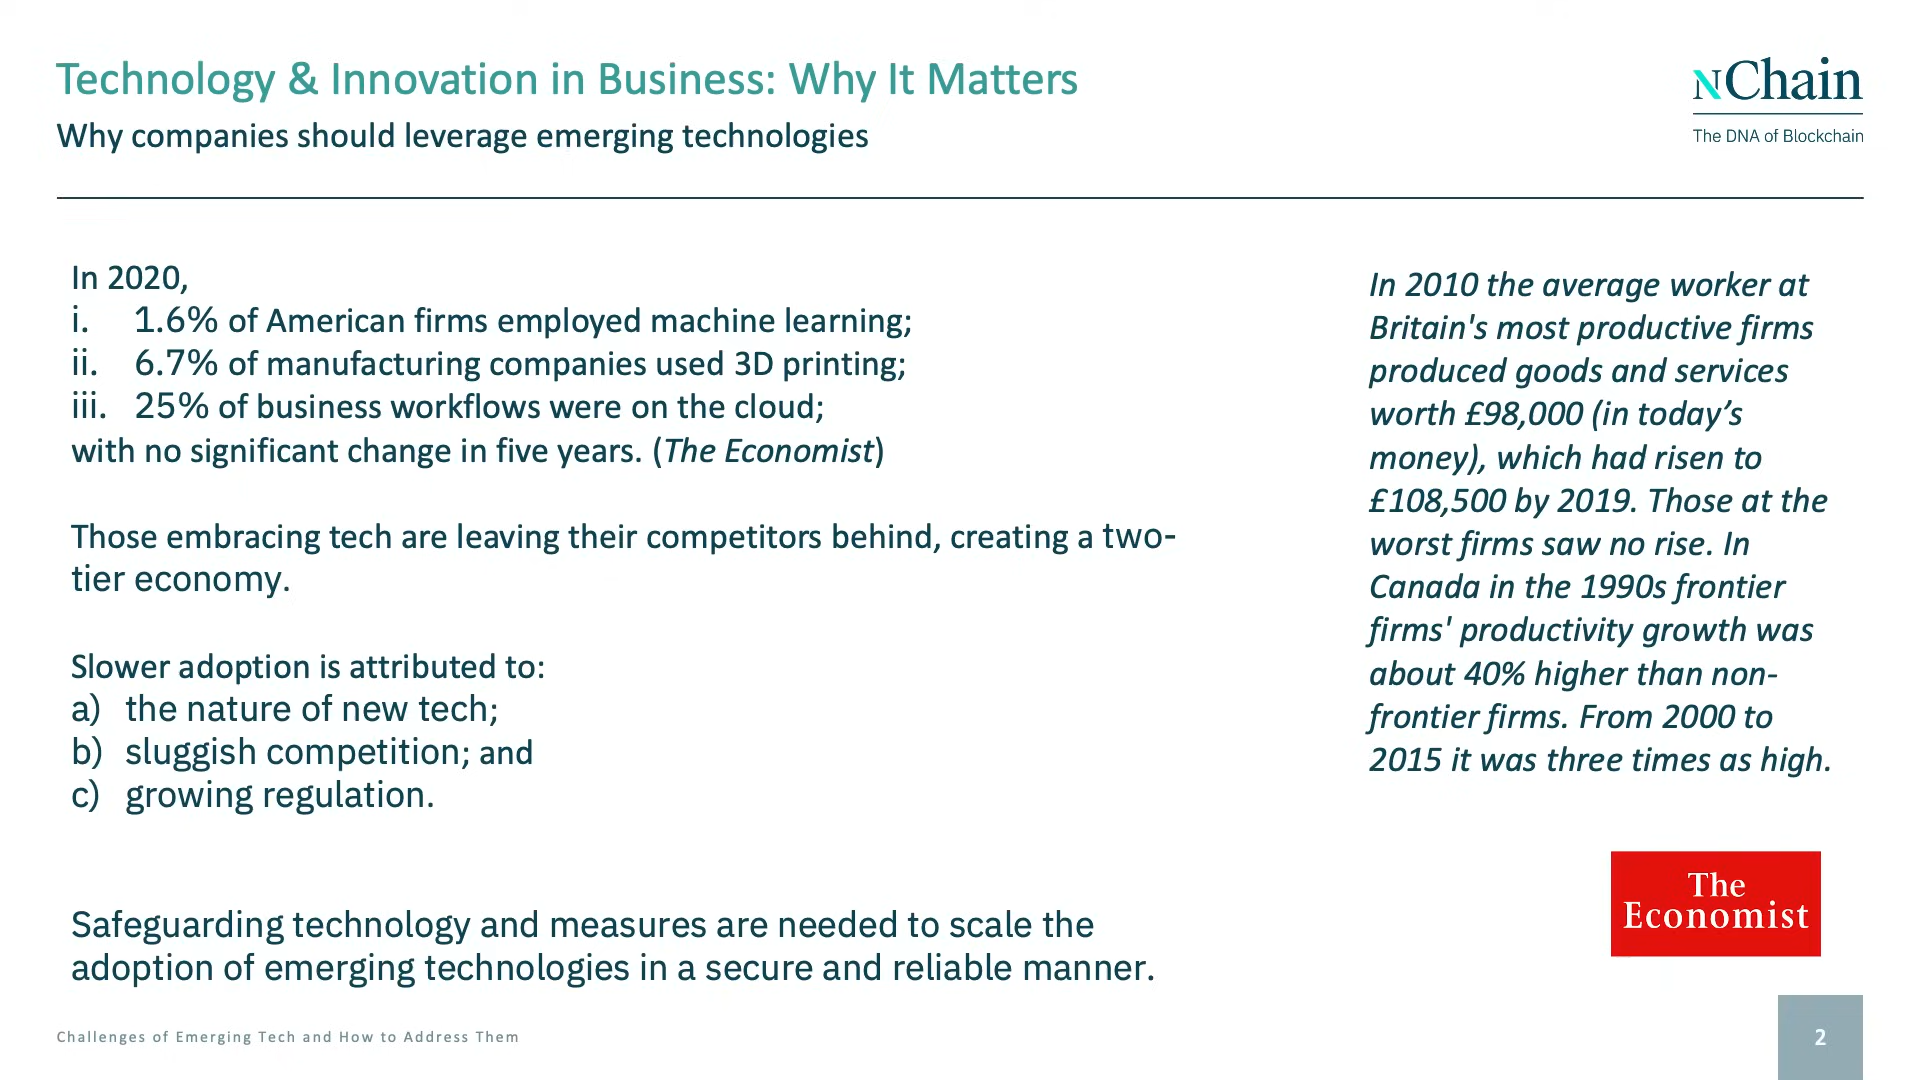 Technology & Innovation in Business: Why It Matters
Why companies should leverage emerging technologies
nChain
The DNA of Blockchain
In 2020,
i. 1.6% of American firms employed machine learning;
ii. 6.7% of manufacturing companies used 3D printing;
iii. 25% of business workflows were on the cloud;
with no significant change in five years. (The Economist)
Those embracing tech are leaving their competitors behind, creating a two-
tier economy.
Slower adoption is attributed to:
a) the nature of new tech;
b) sluggish competition; and
c) growing regulation.
Safeguarding technology and measures are needed to scale the
adoption of emerging technologies in a secure and reliable manner.
In 2010 the average worker at
Britain's most productive firms
produced goods and services
worth £98,000 (in today’s
money), which had risen to
£108,500 by 2019. Those at the
worst firms saw no rise. In
Canada in the 1990s frontier
firms' productivity growth was
about 40% higher than non-
frontier firms. From 2000 to
2015 it was three times as high.
The
Economist
Challenges of Emerging Tech and How to Address Them
2